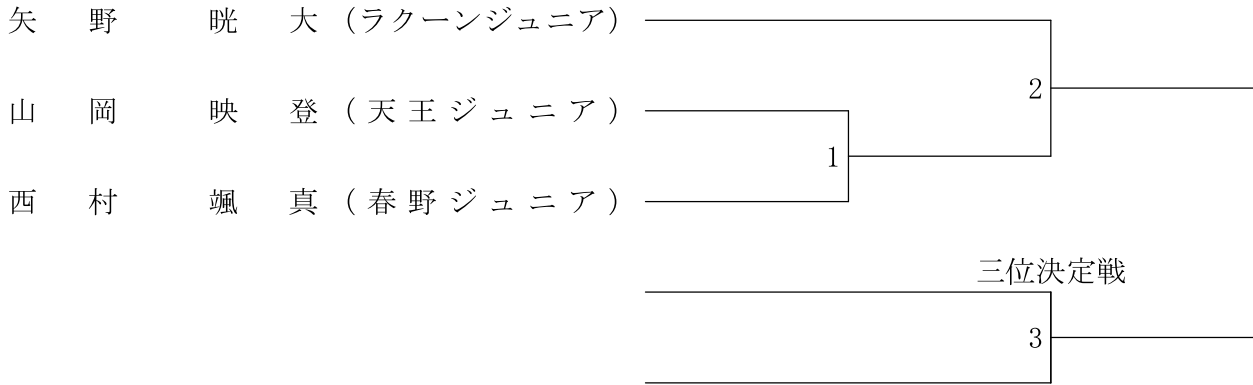 矢野 晄大（ラクーンジュニア）
2
山岡 映登（天王ジュニア）
1
西村 颯真（春野ジュニア）
三位決定戦
3